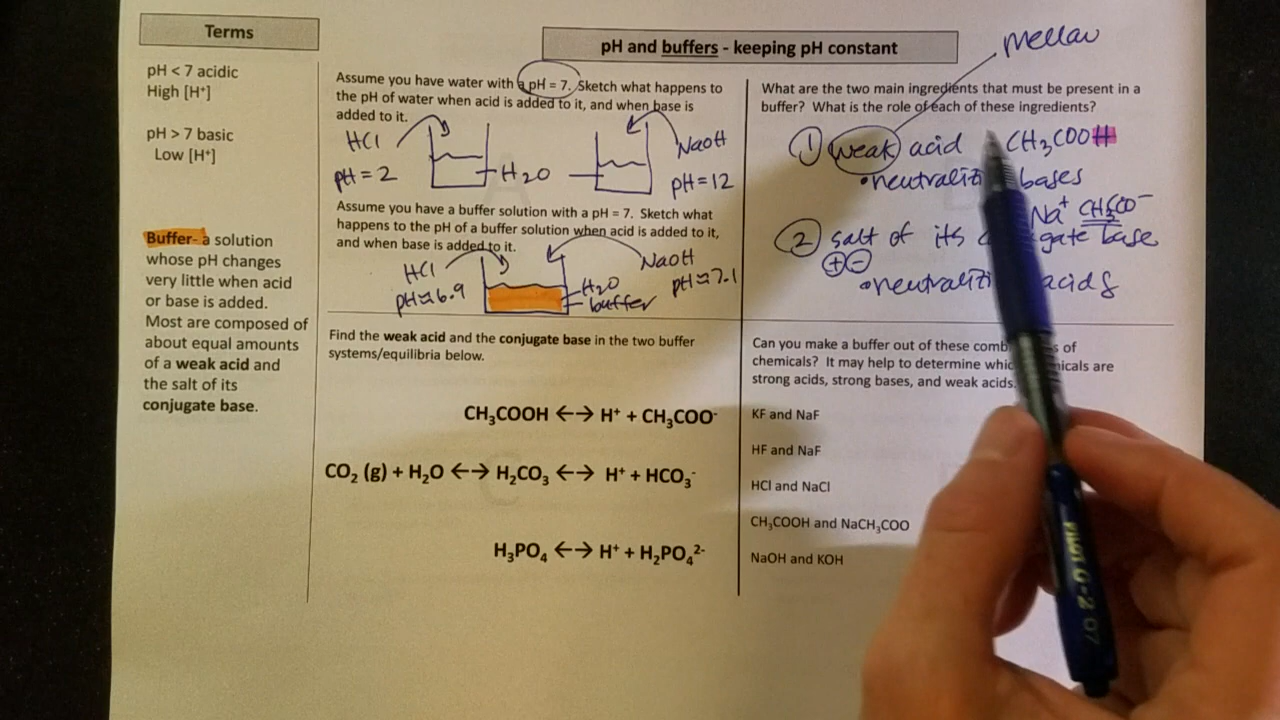 Terms
pH < 7 acidic
High [H⁺]
pH > 7 basic
Low [H⁺]
Buffer- a solution
whose pH changes
very little when acid
or base is added.
Most are composed of
about equal amounts
of a weak acid and
the salt of its
conjugate base.
pH and buffers - keeping pH constant
Assume you have water with a pH = 7. Sketch what happens to
the pH of water when acid is added to it, and when base is
added to it.
HCl
pH = 2
H₂O
NaOH
pH = 12
Assume you have a buffer solution with a pH = 7. Sketch what
happens to the pH of a buffer solution when acid is added to it,
and when base is added to it.
HCl
pH ≈ 6.9
H₂O
buffer
NaOH
pH ≈ 7.1
What are the two main ingredients that must be present in a
buffer? What is the role of each of these ingredients?
① weak acid CH₃COOH
• bases
Na⁺
② salt of its base
⊕ ⊖
• acids
Find the weak acid and the conjugate base in the two buffer
systems/equilibria below.
CH₃COOH ←→ H⁺ + CH₃COO⁻
CO₂ (g) + H₂O ←→ H₂CO₃ ←→ H⁺ + HCO₃⁻
H₃PO₄ ←→ H⁺ + H₂PO₄²⁻
Can you make a buffer out of these of
chemicals? It may help to determine are
strong acids, strong bases, and weak acids.
KF and NaF
HF and NaF
HCl and NaCl
CH₃COOH and NaCH₃COO
NaOH and KOH
PILOT G-2 07